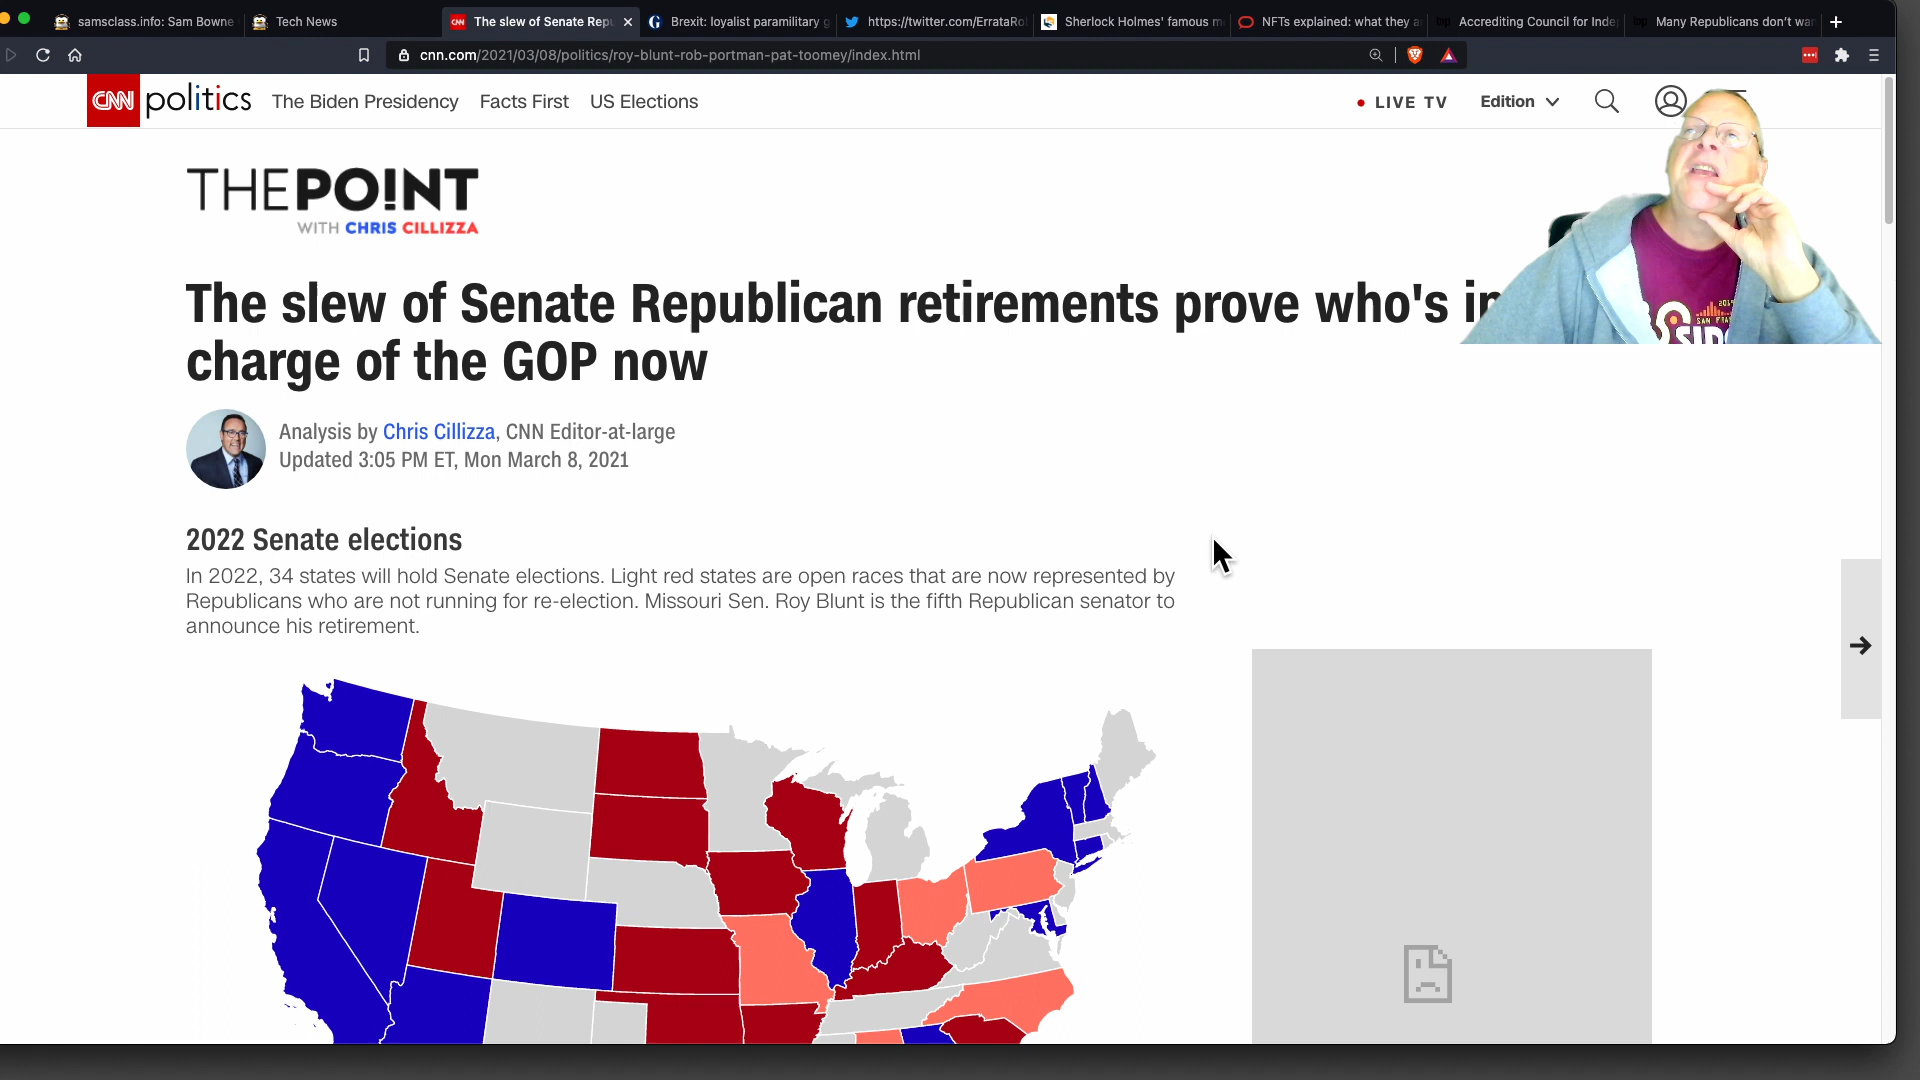 samsclass.info: Sam Bowne
Tech News
The slew of Senate Rep
Brexit: loyalist paramilitary g
https://twitter.com/ErrataRo
Sherlock Holmes' famous m
NFTs explained: what they a
Accrediting Council for Inde
Many Republicans don't wan
cnn.com/2021/03/08/politics/roy-blunt-rob-portman-pat-toomey/index.html
CNN politics The Biden Presidency Facts First US Elections
LIVE TV Edition
THE PO!NT
WITH CHRIS CILLIZZA
The slew of Senate Republican retirements prove who's in
charge of the GOP now
Analysis by Chris Cillizza, CNN Editor-at-large
Updated 3:05 PM ET, Mon March 8, 2021
2022 Senate elections
In 2022, 34 states will hold Senate elections. Light red states are open races that are now represented by
Republicans who are not running for re-election. Missouri Sen. Roy Blunt is the fifth Republican senator to
announce his retirement.